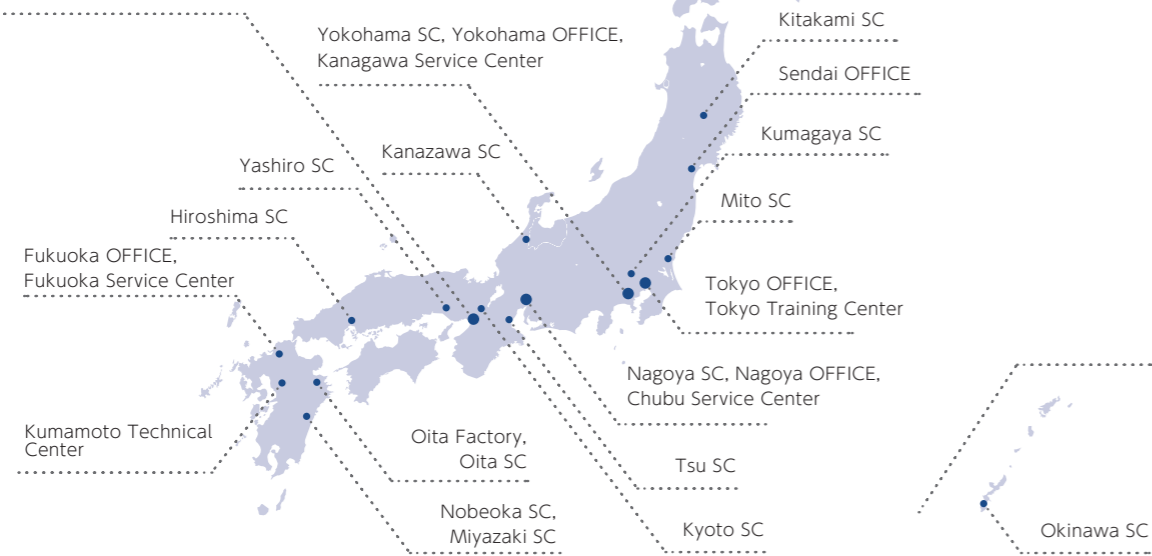 Kitakami SC
Yokohama SC, Yokohama OFFICE,
Kanagawa Service Center
Sendai OFFICE
Kumagaya SC
Kanazawa SC
Yashiro SC
Mito SC
Hiroshima SC
Fukuoka OFFICE,
Fukuoka Service Center
Tokyo OFFICE,
Tokyo Training Center
Nagoya SC, Nagoya OFFICE,
Chubu Service Center
Kumamoto Technical
Center
Oita Factory,
Oita SC
Tsu SC
Nobeoka SC,
Miyazaki SC
Kyoto SC
Okinawa SC